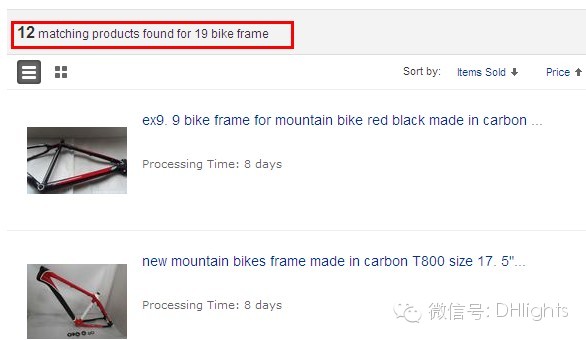 12 matching products found for 19 bike frame
Sort by: Items Sold Price
ex9. 9 bike frame for mountain bike red black made in carbon ...
Processing Time: 8 days
new mountain bikes frame made in carbon T800 size 17. 5"...
Processing Time: 8 days
微信号: DHlights